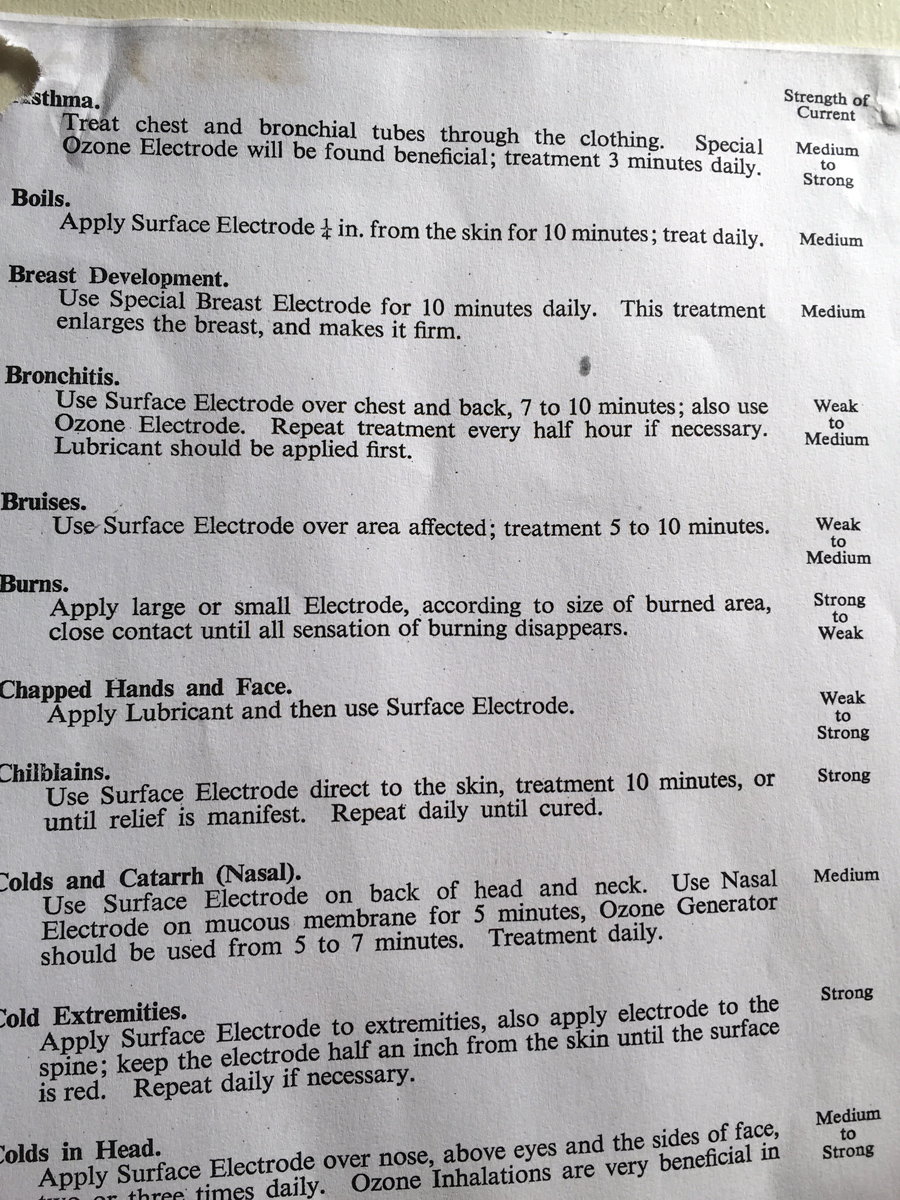 sthma.
Strength of
Current
Treat chest and bronchial tubes through the clothing. Special
Ozone Electrode will be found beneficial; treatment 3 minutes daily.
Medium
to
Strong
Boils.
Apply Surface Electrode ¼ in. from the skin for 10 minutes; treat daily.
Medium
Breast Development.
Use Special Breast Electrode for 10 minutes daily. This treatment
enlarges the breast, and makes it firm.
Medium
Bronchitis.
Use Surface Electrode over chest and back, 7 to 10 minutes; also use
Ozone Electrode. Repeat treatment every half hour if necessary.
Lubricant should be applied first.
Weak
to
Medium
Bruises.
Use Surface Electrode over area affected; treatment 5 to 10 minutes.
Weak
to
Medium
Burns.
Apply large or small Electrode, according to size of burned area,
close contact until all sensation of burning disappears.
Strong
to
Weak
Chapped Hands and Face.
Apply Lubricant and then use Surface Electrode.
Weak
to
Strong
Chilblains.
Use Surface Electrode direct to the skin, treatment 10 minutes, or
until relief is manifest. Repeat daily until cured.
Strong
Colds and Catarrh (Nasal).
Use Surface Electrode on back of head and neck. Use Nasal
Electrode on mucous membrane for 5 minutes, Ozone Generator
should be used from 5 to 7 minutes. Treatment daily.
Medium
Cold Extremities.
Apply Surface Electrode to extremities, also apply electrode to the
spine; keep the electrode half an inch from the skin until the surface
is red. Repeat daily if necessary.
Strong
Colds in Head.
Apply Surface Electrode over nose, above eyes and the sides of face,
two or three times daily. Ozone Inhalations are very beneficial in
Medium
to
Strong